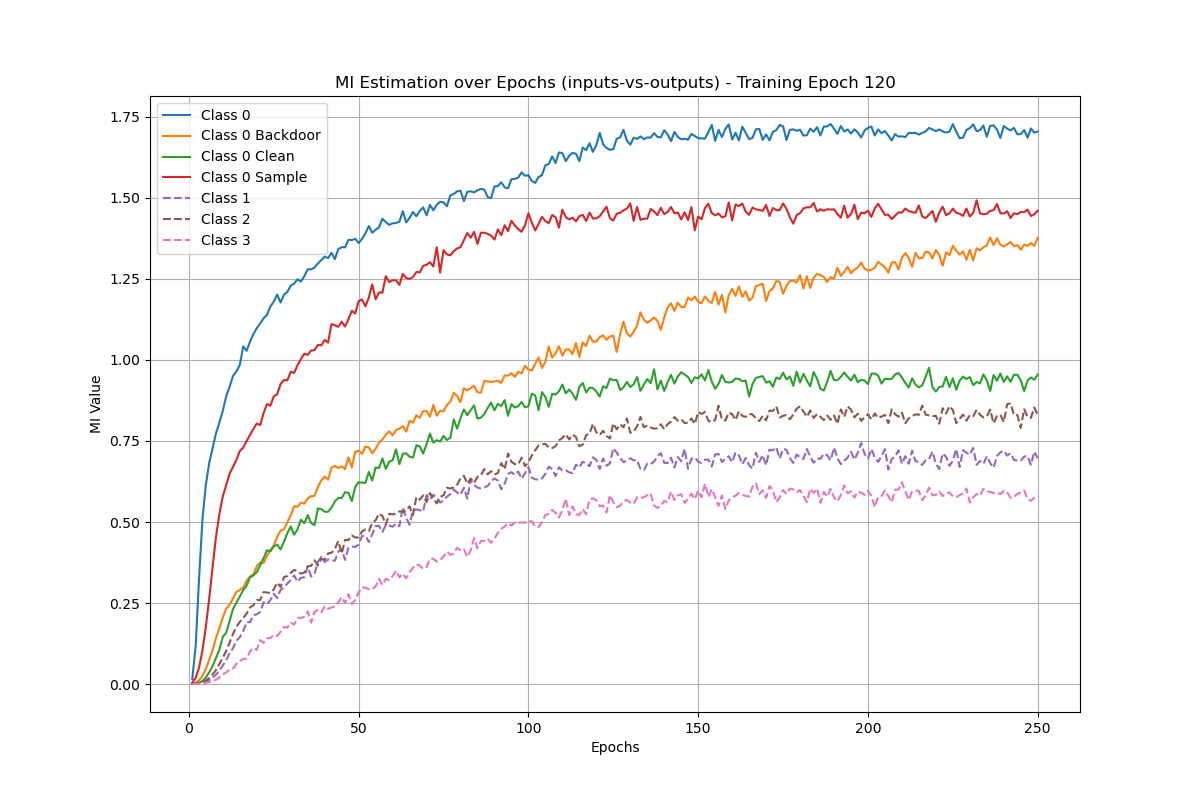 MI Estimation over Epochs (inputs-vs-outputs) - Training Epoch 120
MI Value
1.75
1.50
1.25
1.00
0.75
0.50
0.25
0.00
Class 0
Class 0 Backdoor
Class 0 Clean
Class 0 Sample
Class 1
Class 2
Class 3
0 50 100 150 200 250
Epochs